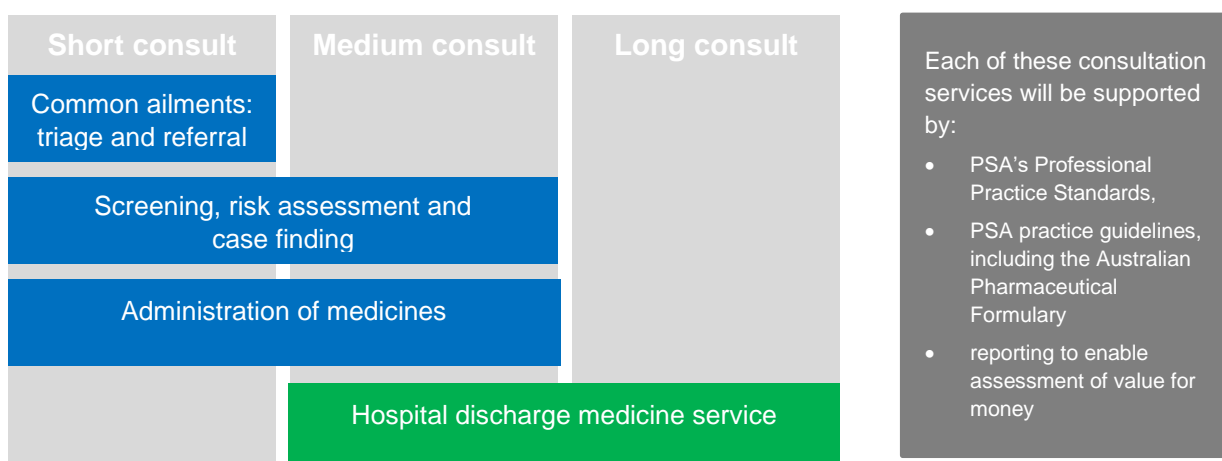 Short consult
Medium consult
Long consult
Common ailments:
triage and referral
Screening, risk assessment and
case finding
Administration of medicines
Hospital discharge medicine service
Each of these consultation
services will be supported
by:
• PSA's Professional
Practice Standards,
• PSA practice guidelines,
including the Australian
Pharmaceutical
Formulary
• reporting to enable
assessment of value for
money